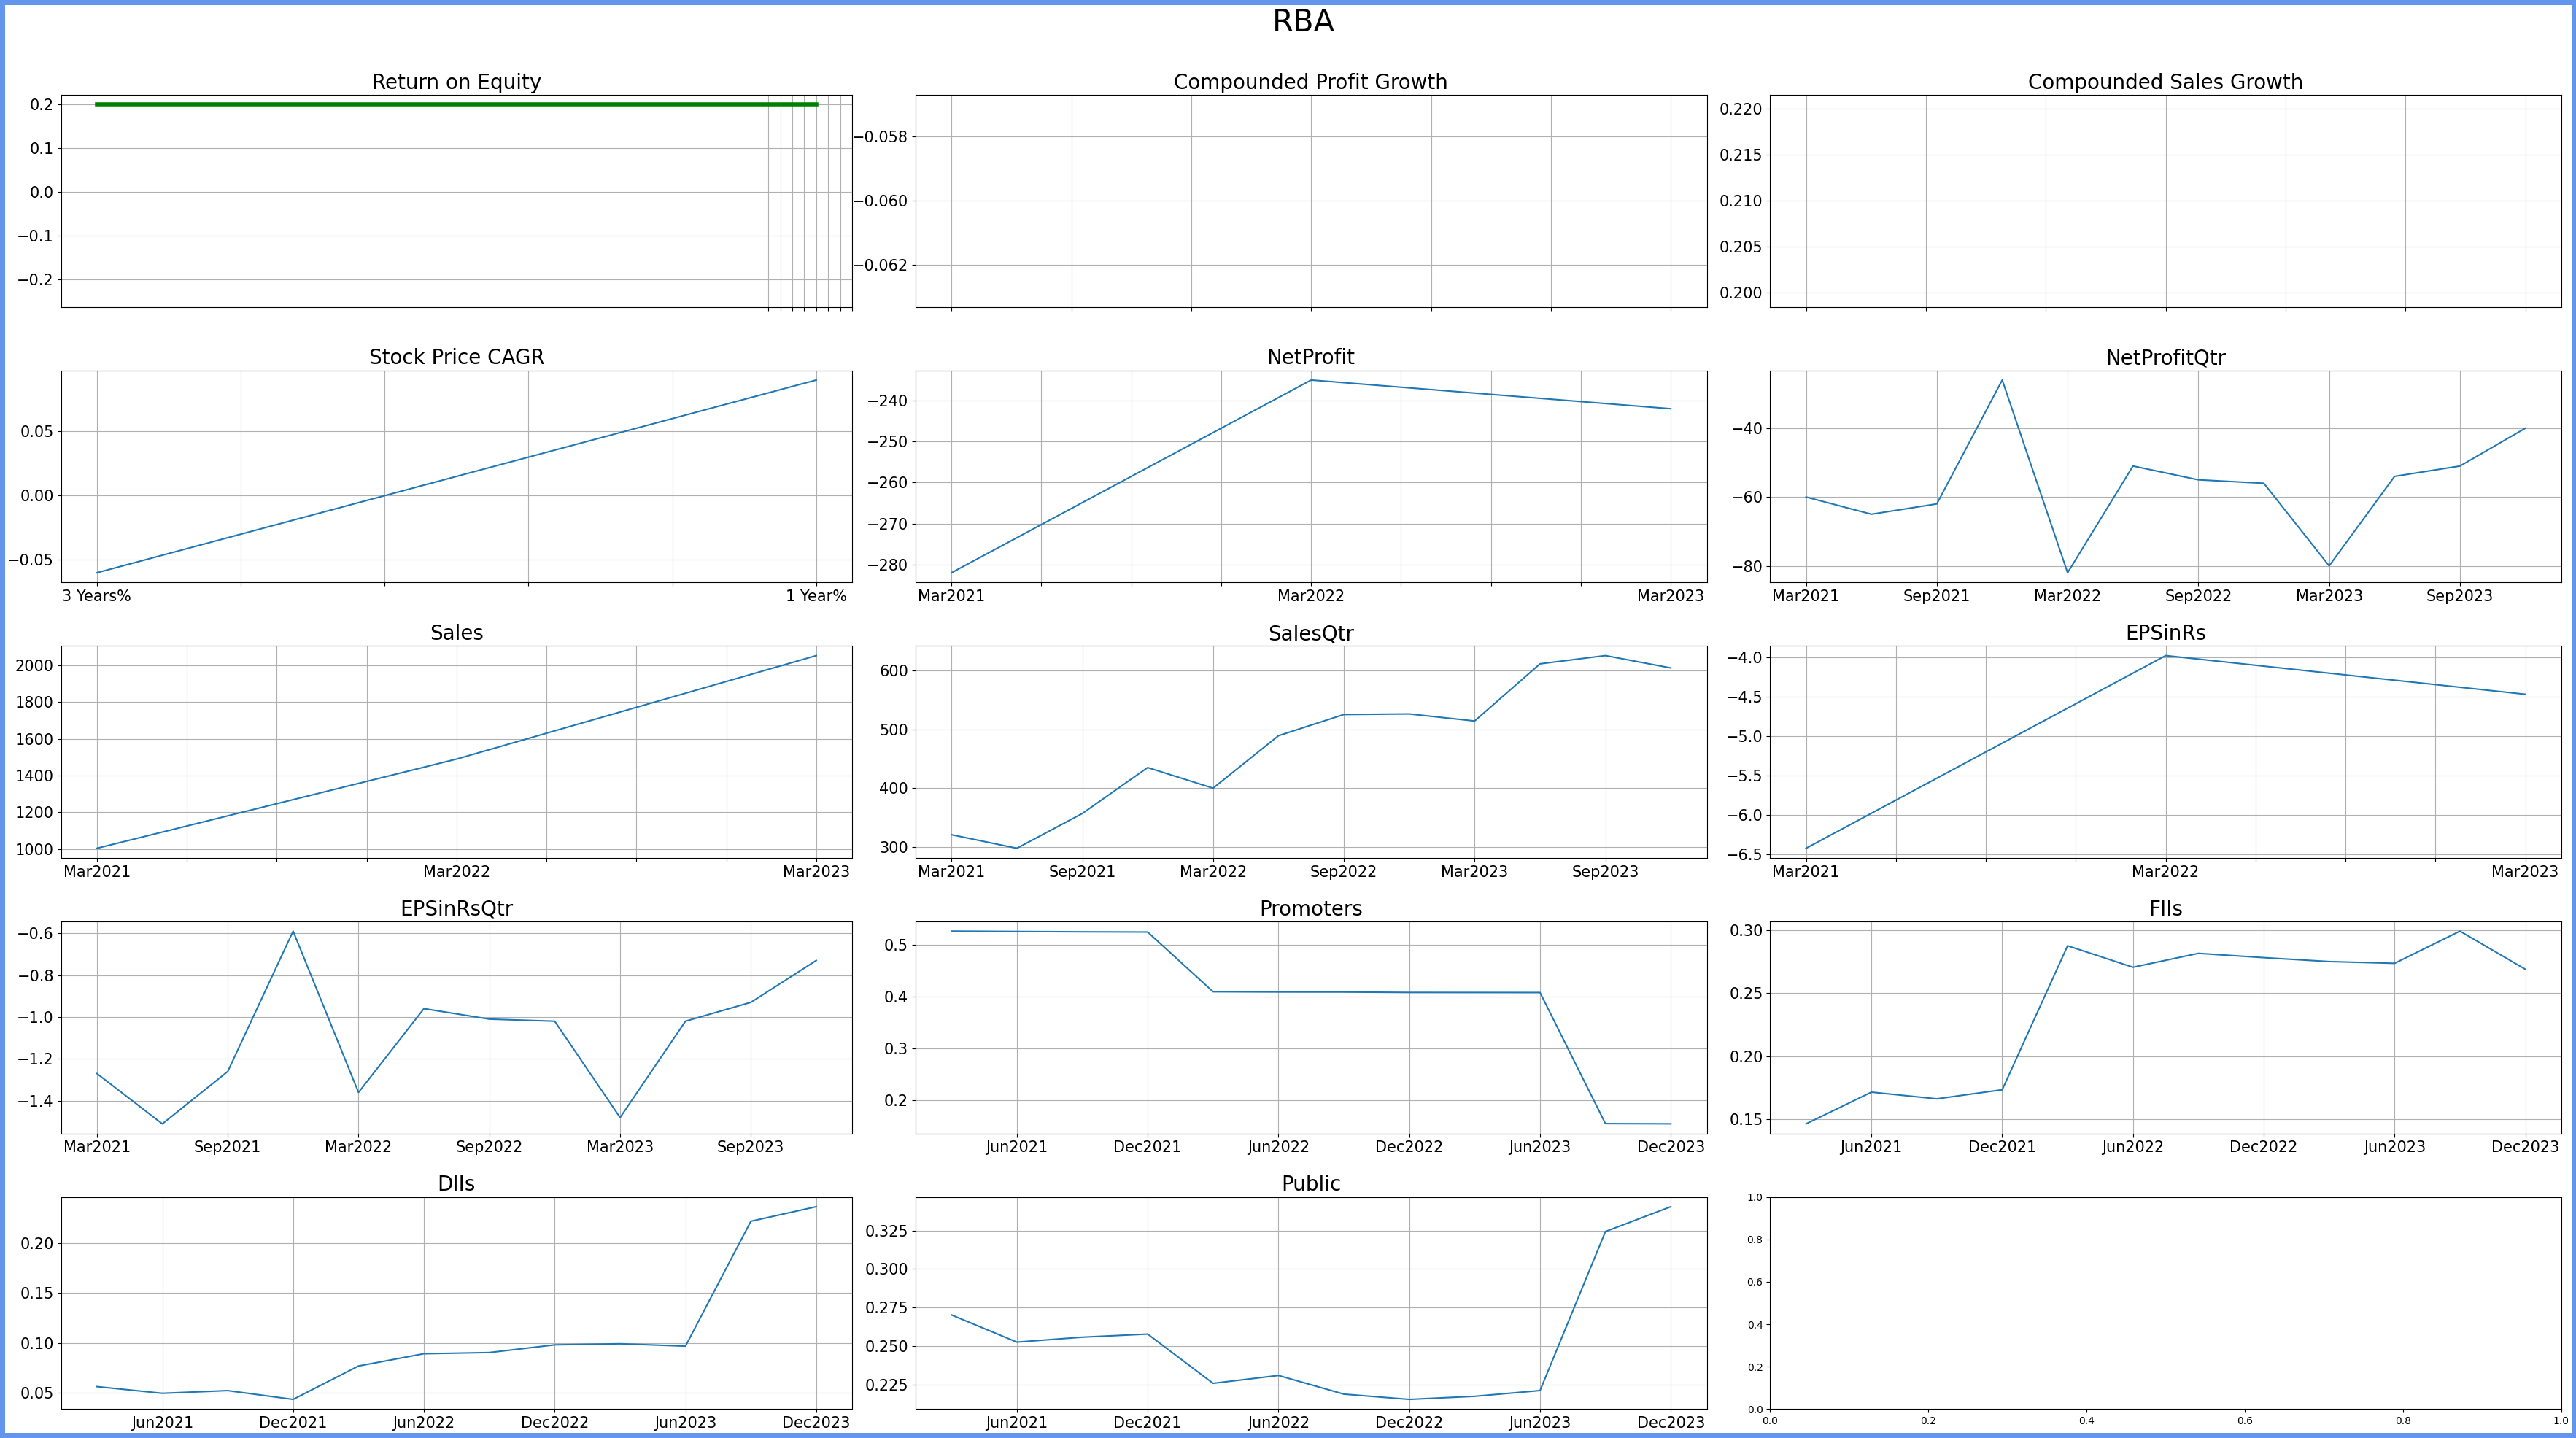 RBA
Return on Equity
0.2
0.1
0.0
−0.1
−0.2
Compounded Profit Growth
−0.058
−0.060
−0.062
Compounded Sales Growth
0.220
0.215
0.210
0.205
0.200
Stock Price CAGR
0.05
0.00
−0.05
3 Years% 1 Year%
NetProfit
−240
−250
−260
−270
−280
Mar2021 Mar2022 Mar2023
NetProfitQtr
−40
−60
−80
Mar2021 Sep2021 Mar2022 Sep2022 Mar2023 Sep2023
Sales
2000
1800
1600
1400
1200
1000
Mar2021 Mar2022 Mar2023
SalesQtr
600
500
400
300
Mar2021 Sep2021 Mar2022 Sep2022 Mar2023 Sep2023
EPSinRs
−4.0
−4.5
−5.0
−5.5
−6.0
−6.5
Mar2021 Mar2022 Mar2023
EPSinRsQtr
−0.6
−0.8
−1.0
−1.2
−1.4
Mar2021 Sep2021 Mar2022 Sep2022 Mar2023 Sep2023
Promoters
0.5
0.4
0.3
0.2
Jun2021 Dec2021 Jun2022 Dec2022 Jun2023 Dec2023
FIIs
0.30
0.25
0.20
0.15
Jun2021 Dec2021 Jun2022 Dec2022 Jun2023 Dec2023
DIIs
0.20
0.15
0.10
0.05
Jun2021 Dec2021 Jun2022 Dec2022 Jun2023 Dec2023
Public
0.325
0.300
0.275
0.250
0.225
Jun2021 Dec2021 Jun2022 Dec2022 Jun2023 Dec2023
1.0
0.8
0.6
0.4
0.2
0.0
0.0 0.2 0.4 0.6 0.8 1.0